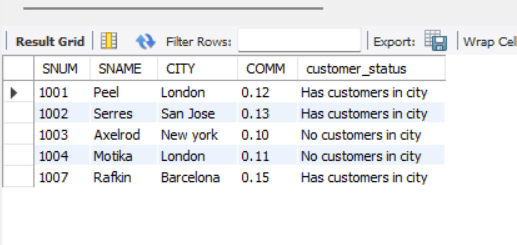 Result Grid Filter Rows: Export: Wrap Cel
SNUM SNAME CITY COMM customer_status
1001 Peel London 0.12 Has customers in city
1002 Serres San Jose 0.13 Has customers in city
1003 Axelrod New york 0.10 No customers in city
1004 Motika London 0.11 No customers in city
1007 Rafkin Barcelona 0.15 Has customers in city